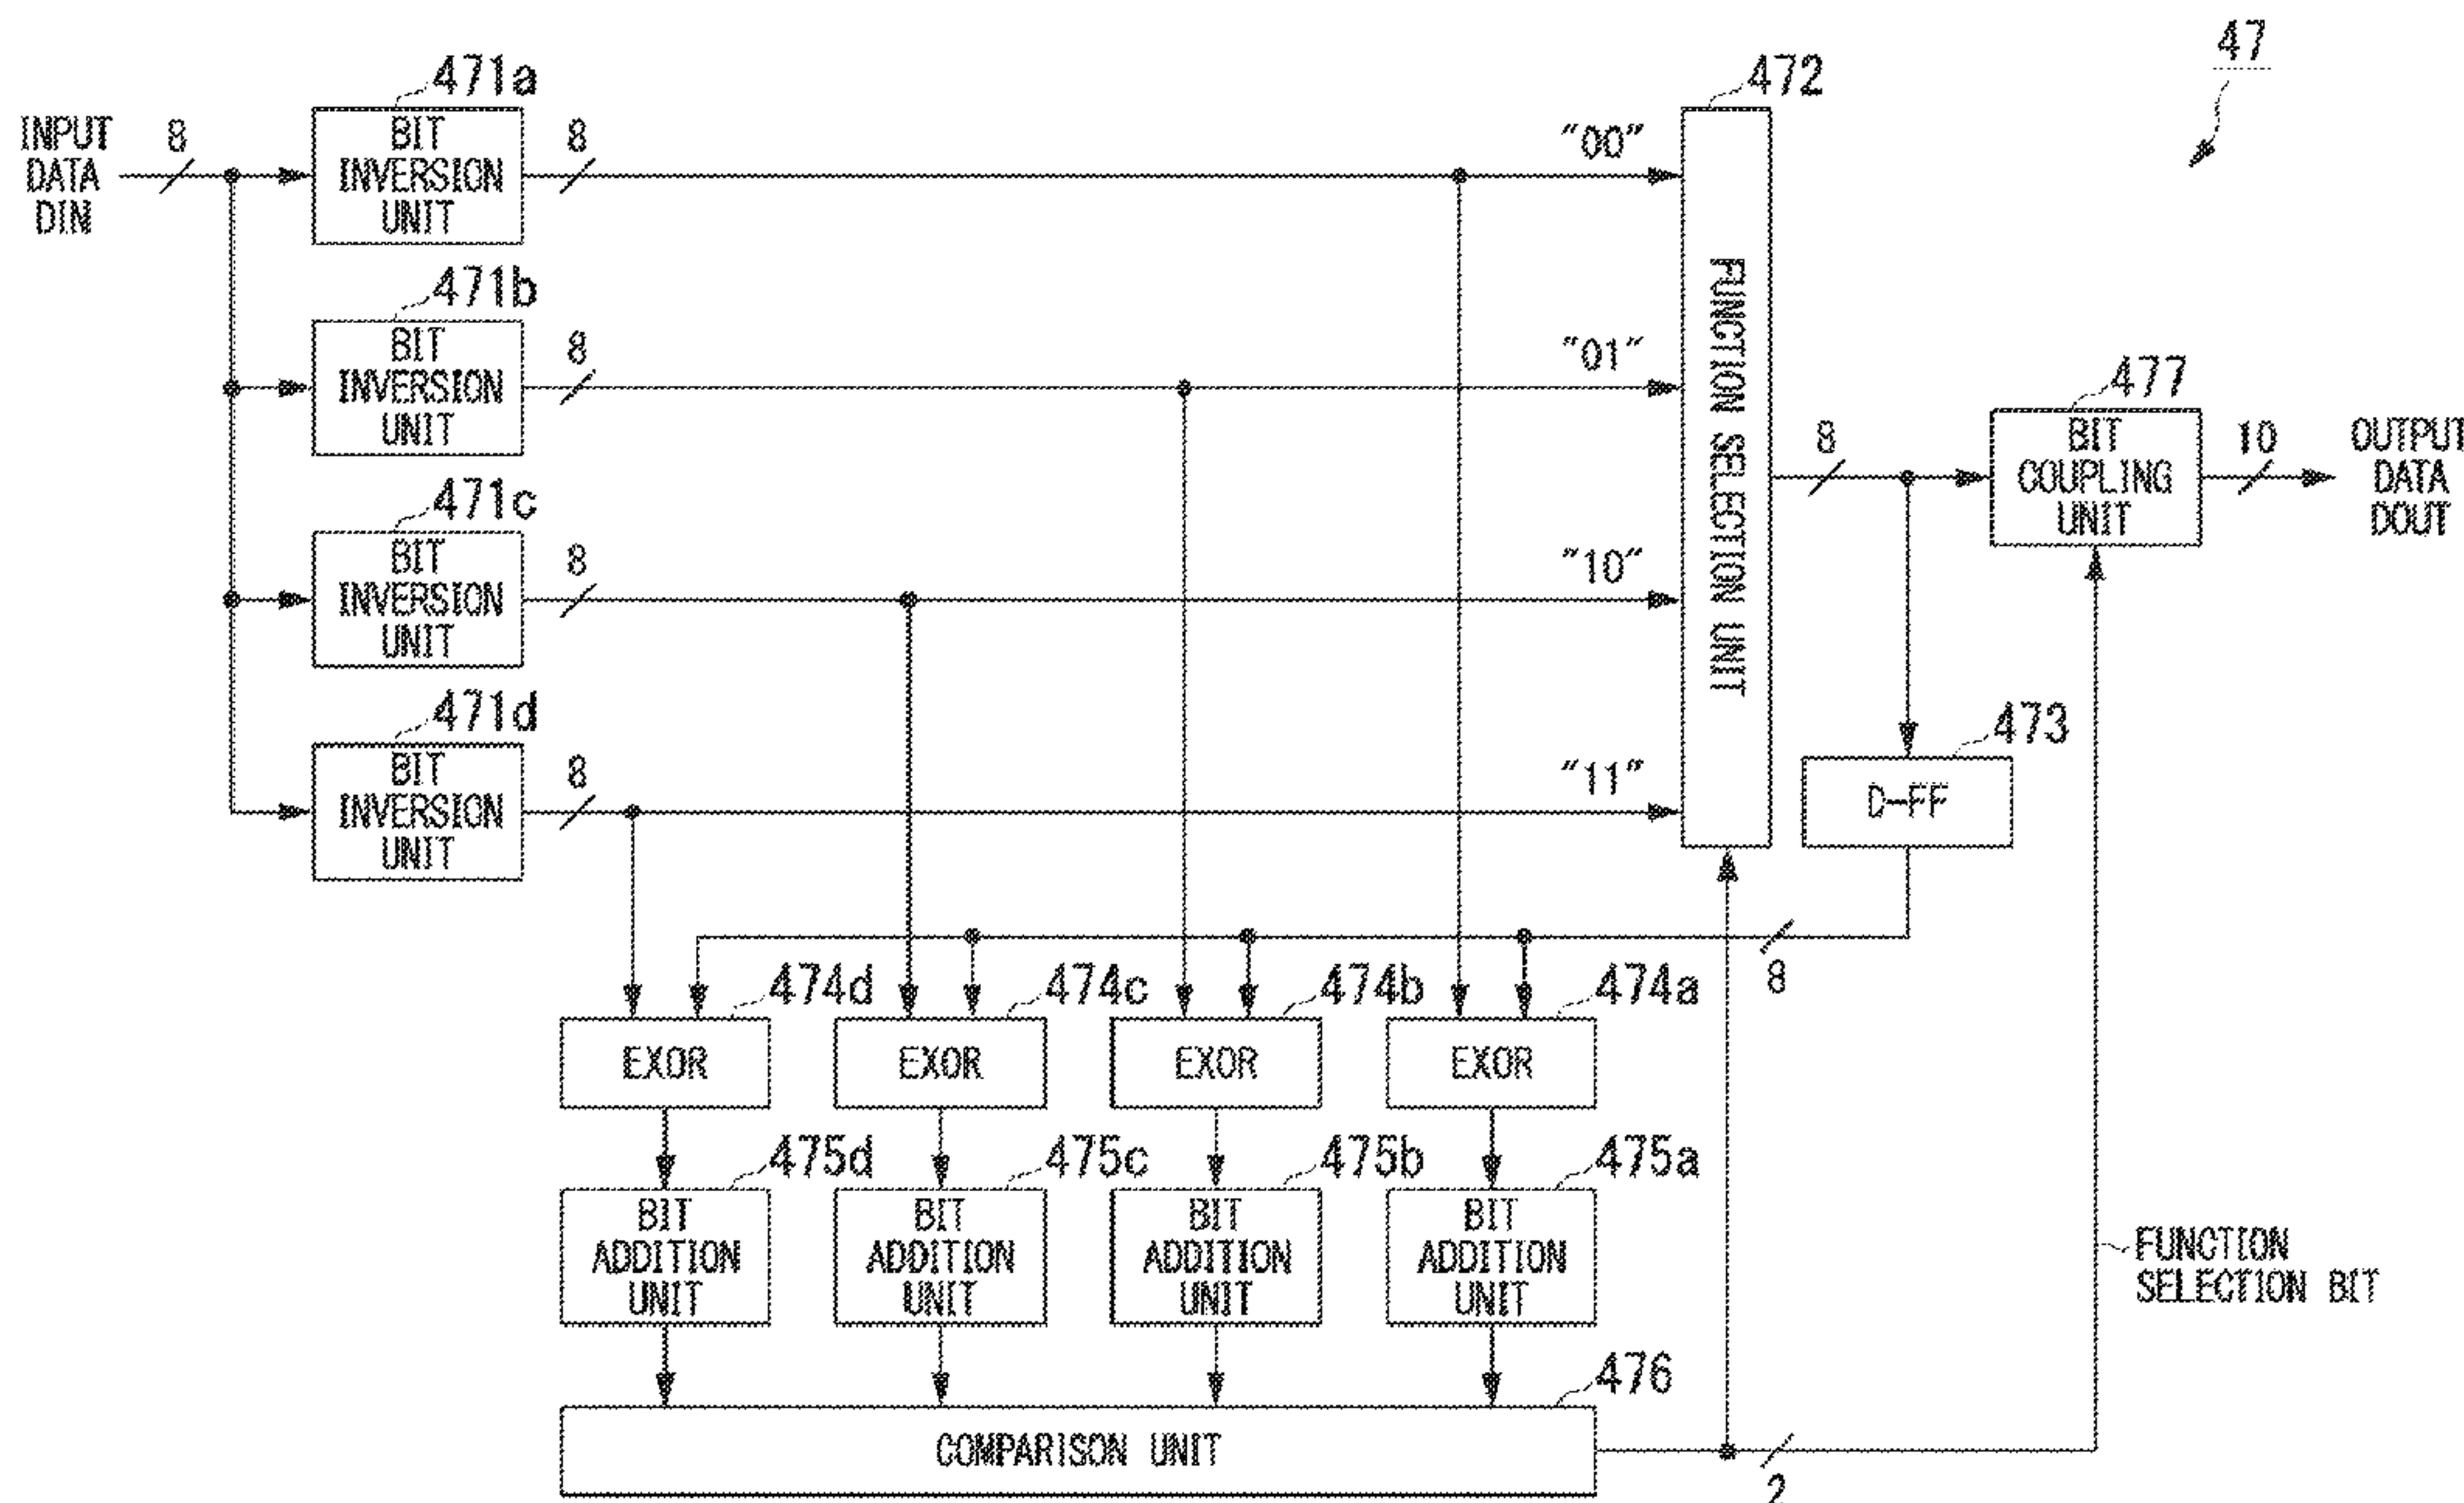 47
471a
472
INPUT
DATA
DIN
8
BIT
INVERSION
UNIT
8
"00"
471b
BIT
INVERSION
UNIT
8
"01"
FUNCTION SELECTION UNIT
477
8
BIT
COUPLING
UNIT
10
OUTPUT
DATA
DOUT
471c
BIT
INVERSION
UNIT
8
"10"
471d
BIT
INVERSION
UNIT
8
"11"
473
D-FF
8
474d
474c
474b
474a
EXOR
EXOR
EXOR
EXOR
475d
475c
475b
475a
BIT
ADDITION
UNIT
BIT
ADDITION
UNIT
BIT
ADDITION
UNIT
BIT
ADDITION
UNIT
FUNCTION
SELECTION BIT
476
COMPARISON UNIT
2